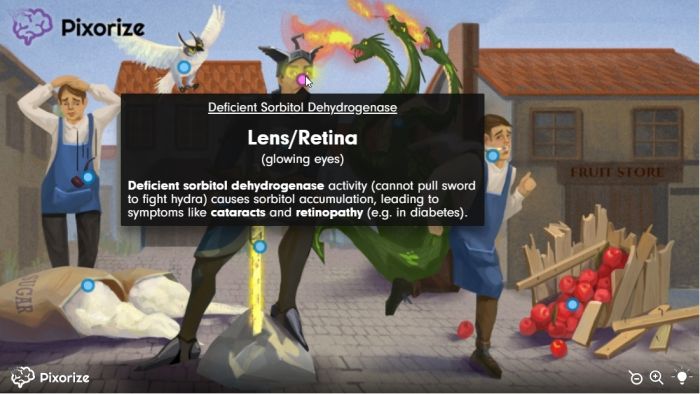 Pixorize
Deficient Sorbitol Dehydrogenase
Lens/Retina
(glowing eyes)
Deficient sorbitol dehydrogenase activity (cannot pull sword
to fight hydra) causes sorbitol accumulation, leading to
symptoms like cataracts and retinopathy (e.g. in diabetes).
FRUIT STORE
SUGAR
Pixorize